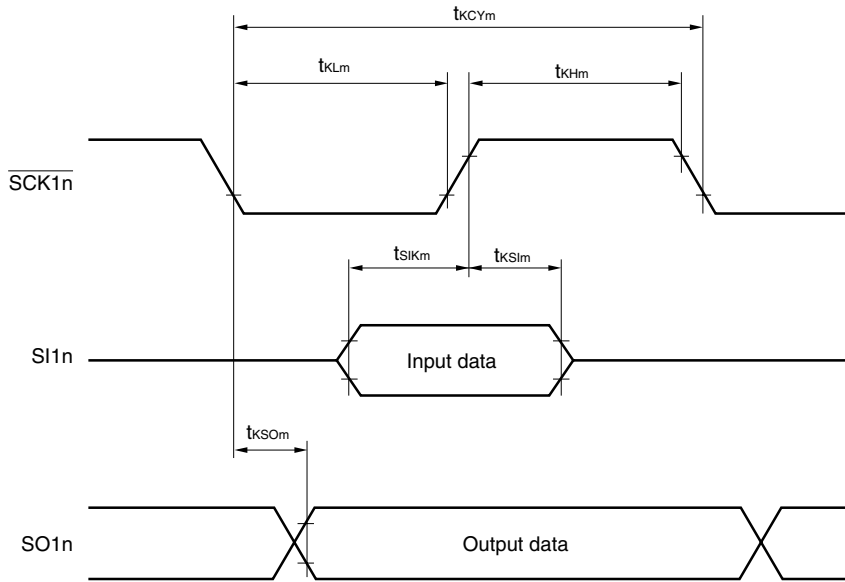 tKCYm
tKLm
tKHm
SCK1n
tSIKm
tKSIm
SI1n
Input data
tKSOm
SO1n
Output data